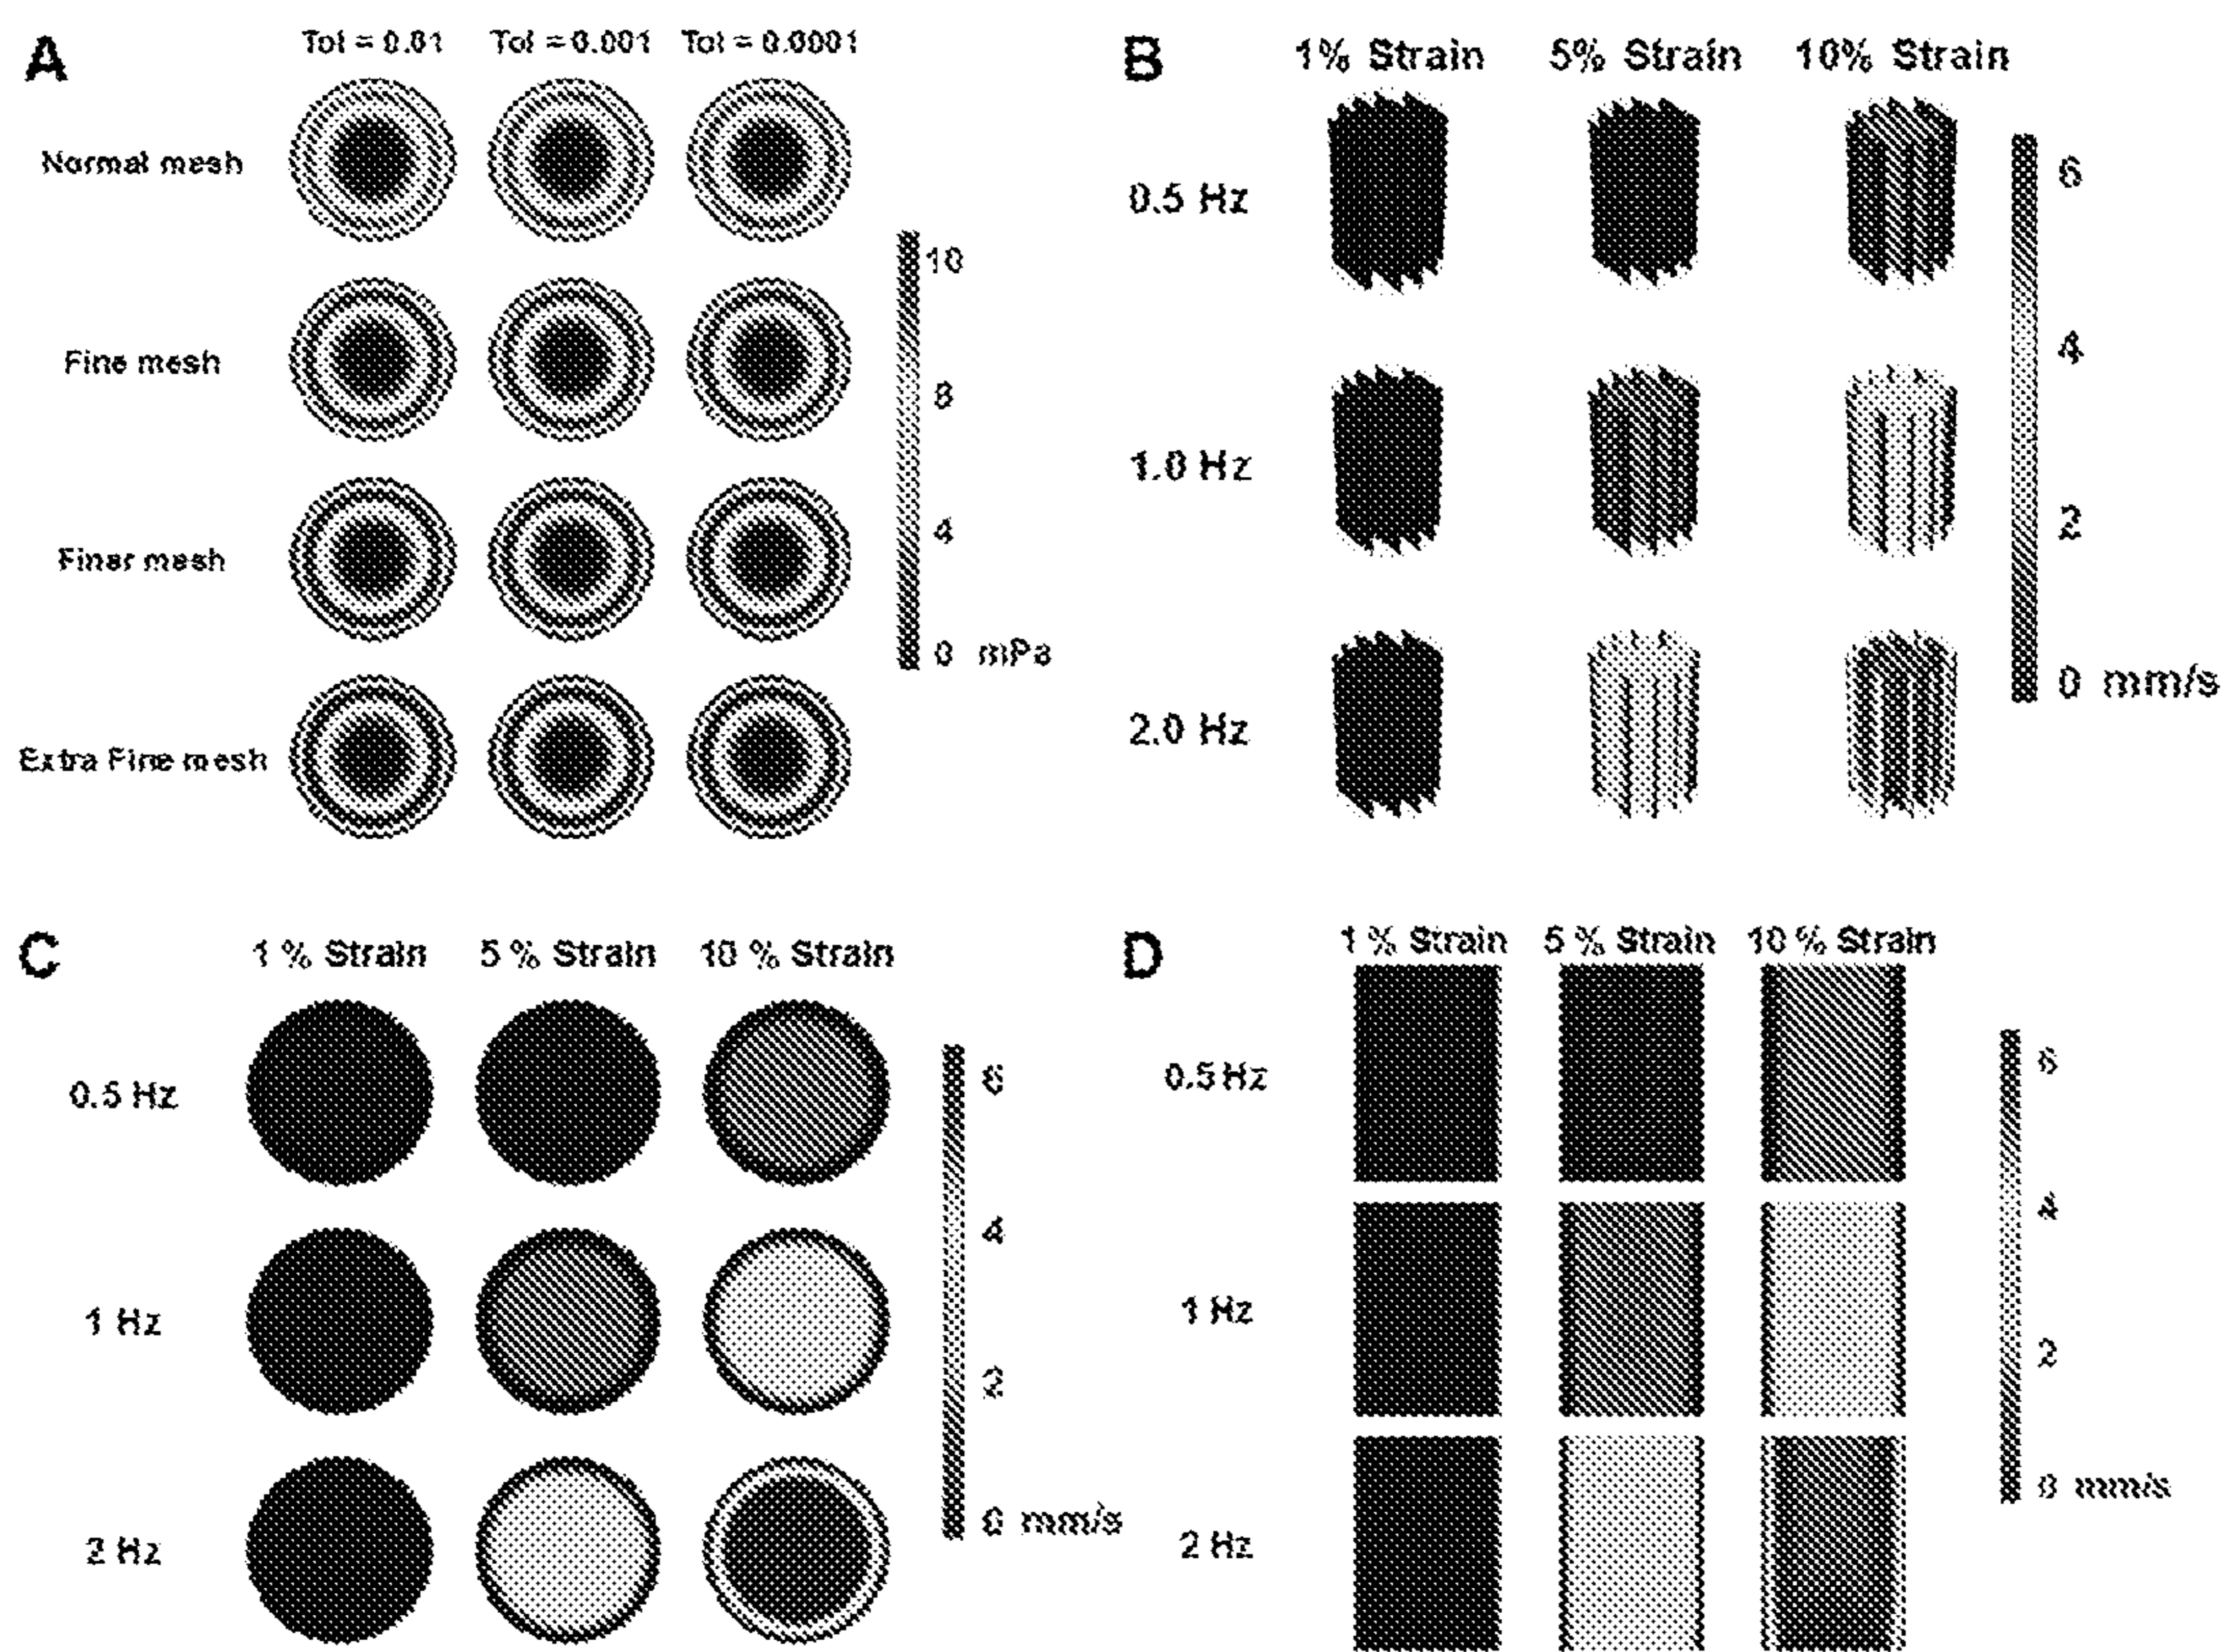 A
Tol = 0.01 Tol = 0.001 Tol = 0.0001
Normal mesh
Fine mesh
Finer mesh
Extra Fine mesh
10
8
4
0 mPa
B
1% Strain 5% Strain 10% Strain
0.5 Hz
1.0 Hz
2.0 Hz
6
4
2
0 mm/s
C
1 % Strain 5 % Strain 10 % Strain
0.5 Hz
1 Hz
2 Hz
6
4
2
0 mm/s
D
1 % Strain 5 % Strain 10 % Strain
0.5 Hz
1 Hz
2 Hz
6
4
2
0 mm/s